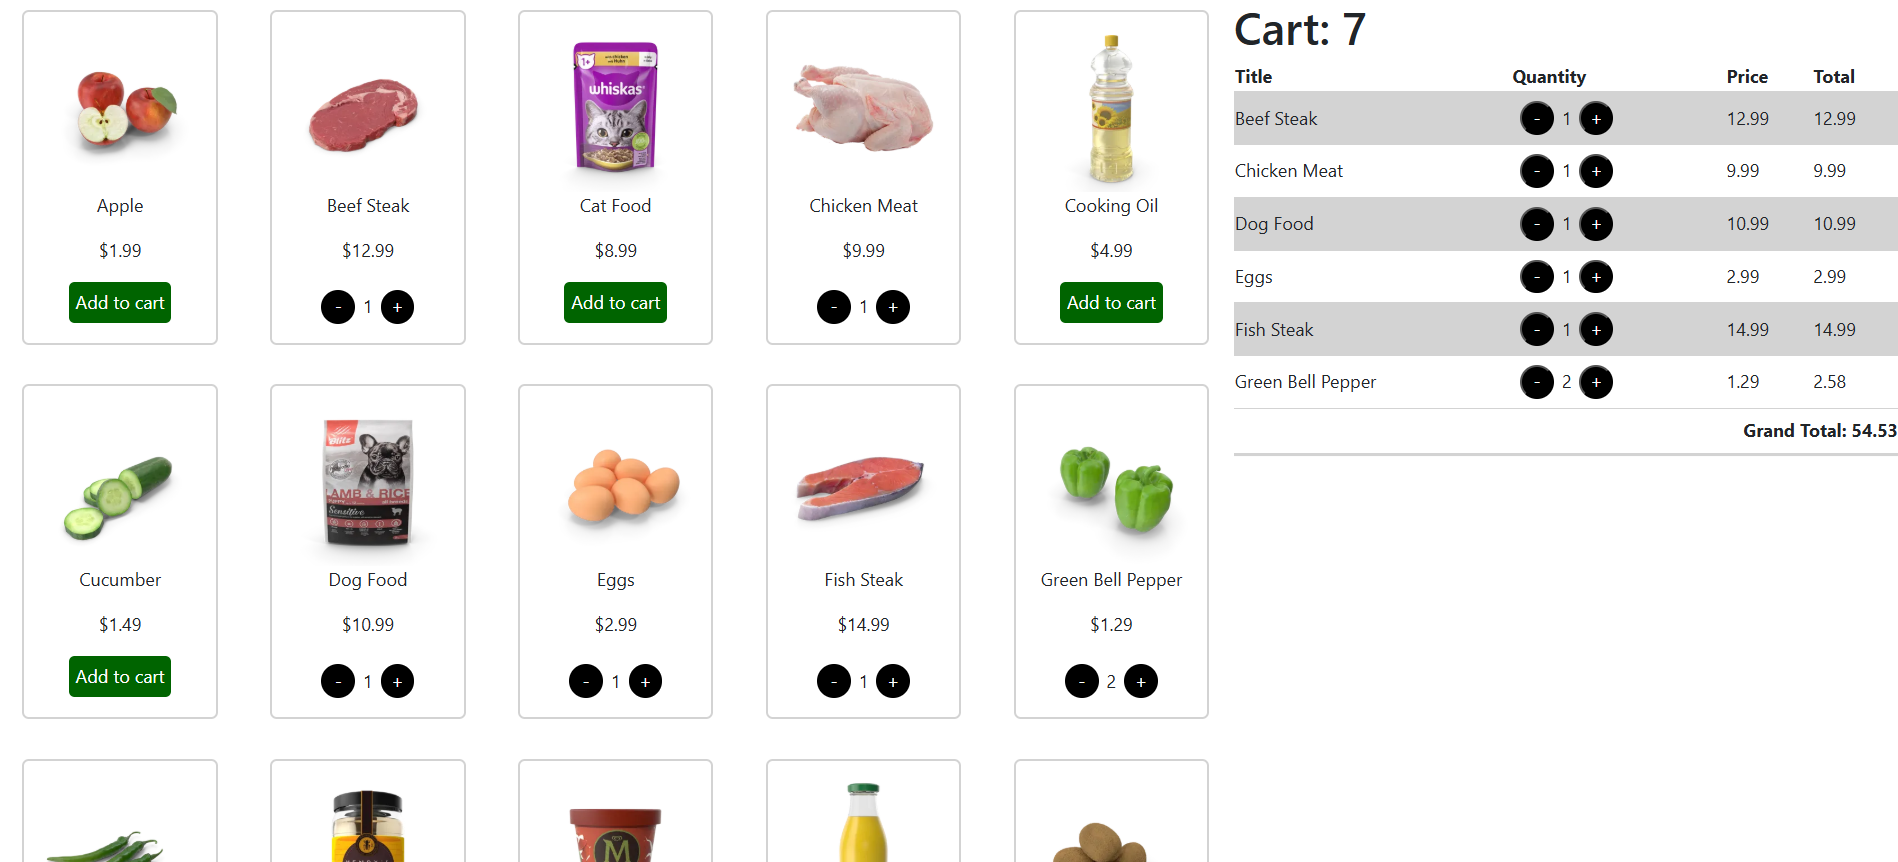 Cart: 7
Title Quantity Price Total
Beef Steak - 1 + 12.99 12.99
Chicken Meat - 1 + 9.99 9.99
Dog Food - 1 + 10.99 10.99
Eggs - 1 + 2.99 2.99
Fish Steak - 1 + 14.99 14.99
Green Bell Pepper - 2 + 1.29 2.58
Grand Total: 54.53
1+
whiskas
Apple Beef Steak Cat Food Chicken Meat Cooking Oil
$1.99 $12.99 $8.99 $9.99 $4.99
Add to cart - 1 + Add to cart - 1 + Add to cart
Blitz
LAMB & RICE
Sensitive
Cucumber Dog Food Eggs Fish Steak Green Bell Pepper
$1.49 $10.99 $2.99 $14.99 $1.29
Add to cart - 1 + - 1 + - 1 + - 2 +
M